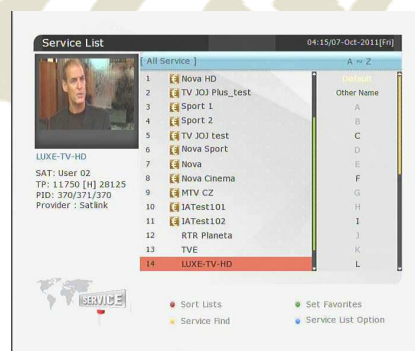 Service List
04:15/07-Oct-2011[Fri]
[ All Service ]
A ~ Z
1 Nova HD
Default
2 TV JOJ Plus_test
Other Name
3 Sport 1
A
4 Sport 2
B
5 TV JOJ test
C
6 Nova Sport
D
7 Nova
E
8 Nova Cinema
F
9 MTV CZ
G
10 IATest101
H
11 IATest102
I
12 RTR Planeta
J
13 TVE
K
14 LUXE-TV-HD
L
LUXE-TV-HD
SAT: User 02
TP: 11750 [H] 28125
PID: 370/371/370
Provider : Satlink
SERVICE
Sort Lists
Set Favorites
Service Find
Service List Option